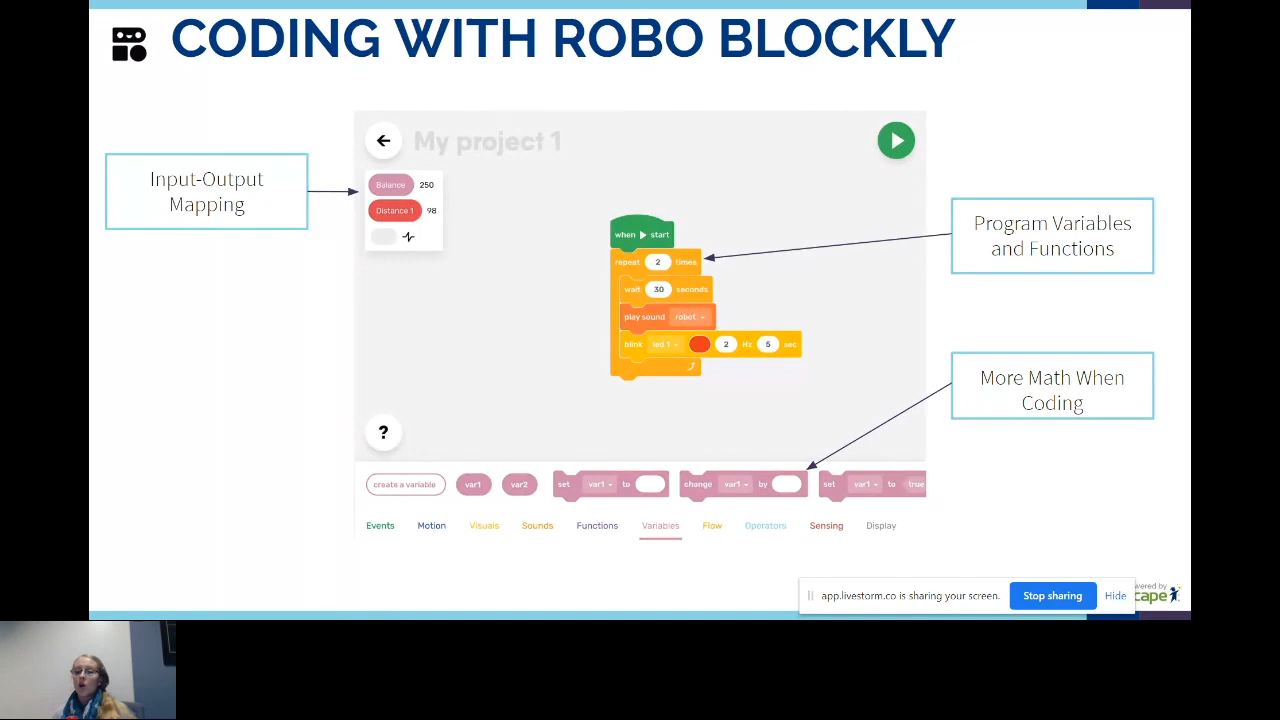 CODING WITH ROBO BLOCKLY
My project 1
Input-Output
Mapping
Balance 250
Distance 1 98
when start
repeat 2 times
wait 30 seconds
play sound robot
blink led 1 2 Hz 5 sec
Program Variables
and Functions
More Math When
Coding
?
create a variable var1 var2 set var1 to change var1 by set var1 to true
Events Motion Visuals Sounds Functions Variables Flow Operators Sensing Display
app.livestorm.co is sharing your screen. Stop sharing Hide
wered by
cape